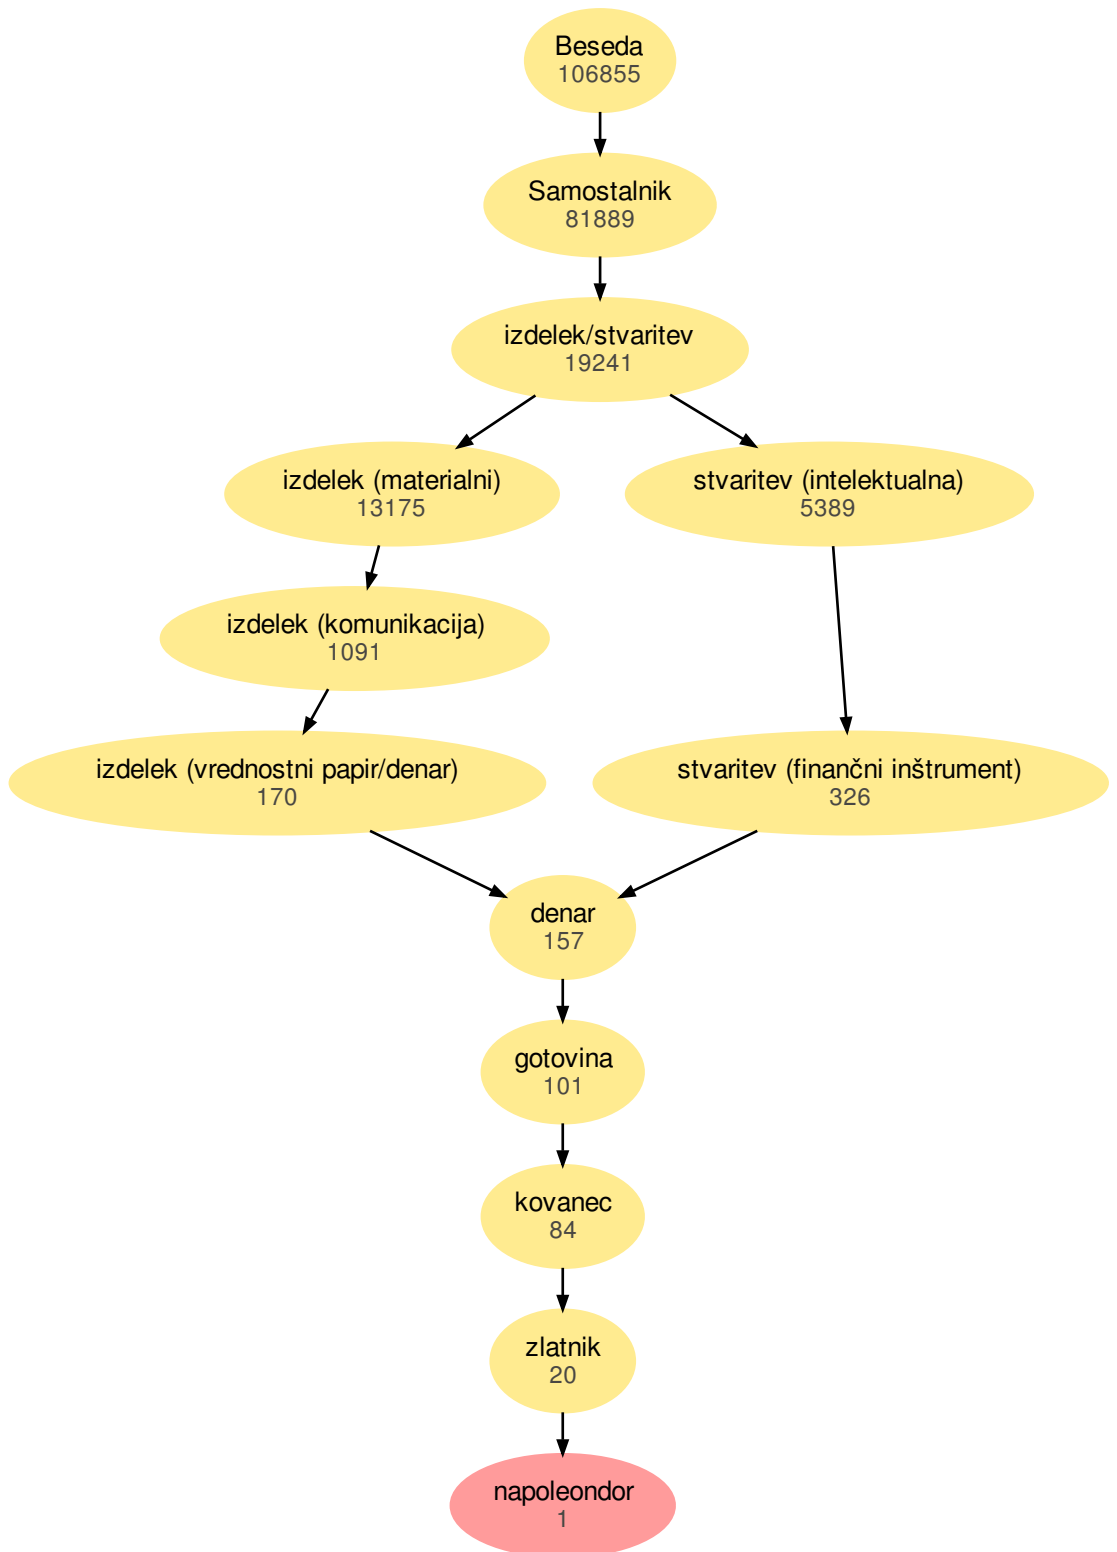 Beseda
106855
Samostalnik
81889
izdelek/stvaritev
19241
izdelek (materialni)
13175
stvaritev (intelektualna)
5389
izdelek (komunikacija)
1091
izdelek (vrednostni papir/denar)
170
stvaritev (finančni inštrument)
326
denar
157
gotovina
101
kovanec
84
zlatnik
20
napoleondor
1